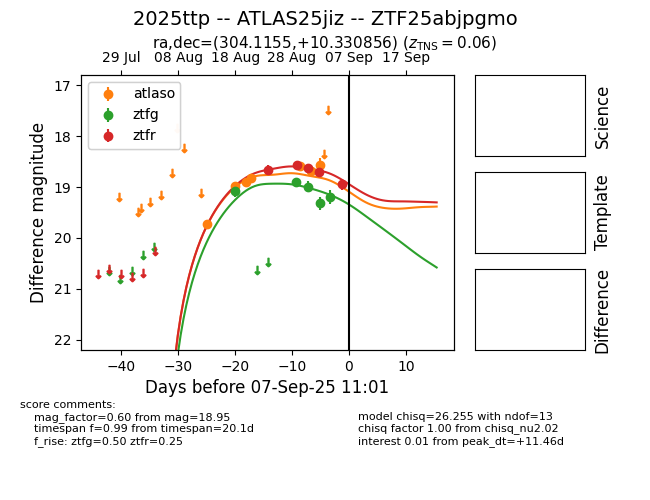 2025ttp -- ATLAS25jiz -- ZTF25abjpgmo
ra,dec=(304.1155,+10.330856) (z_TNS = 0.06)
29 Jul 08 Aug 18 Aug 28 Aug 07 Sep 17 Sep
atlaso
ztfg
ztfr
17
18
19
20
21
22
Difference magnitude
−40 −30 −20 −10 0 10
Days before 07-Sep-25 11:01
Science
Template
Difference
score comments:
mag_factor=0.60 from mag=18.95
timespan f=0.99 from timespan=20.1d
f_rise: ztfg=0.50 ztfr=0.25
model chisq=26.255 with ndof=13
chisq factor 1.00 from chisq_nu2.02
interest 0.01 from peak_dt=+11.46d